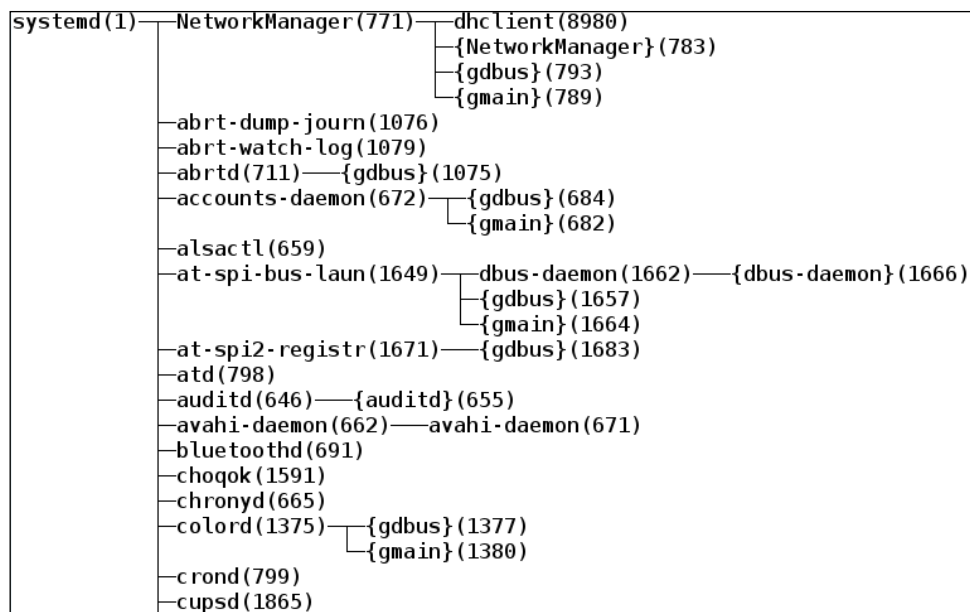 systemd(1)─┬─NetworkManager(771)─┬─dhclient(8980)
├─{NetworkManager}(783)
├─{gdbus}(793)
└─{gmain}(789)
├─abrt-dump-journ(1076)
├─abrt-watch-log(1079)
├─abrtd(711)───{gdbus}(1075)
├─accounts-daemon(672)─┬─{gdbus}(684)
└─{gmain}(682)
├─alsactl(659)
├─at-spi-bus-laun(1649)─┬─dbus-daemon(1662)───{dbus-daemon}(1666)
├─{gdbus}(1657)
└─{gmain}(1664)
├─at-spi2-registr(1671)───{gdbus}(1683)
├─atd(798)
├─auditd(646)───{auditd}(655)
├─avahi-daemon(662)───avahi-daemon(671)
├─bluetoothd(691)
├─choqok(1591)
├─chronyd(665)
├─colord(1375)─┬─{gdbus}(1377)
└─{gmain}(1380)
├─crond(799)
├─cupsd(1865)